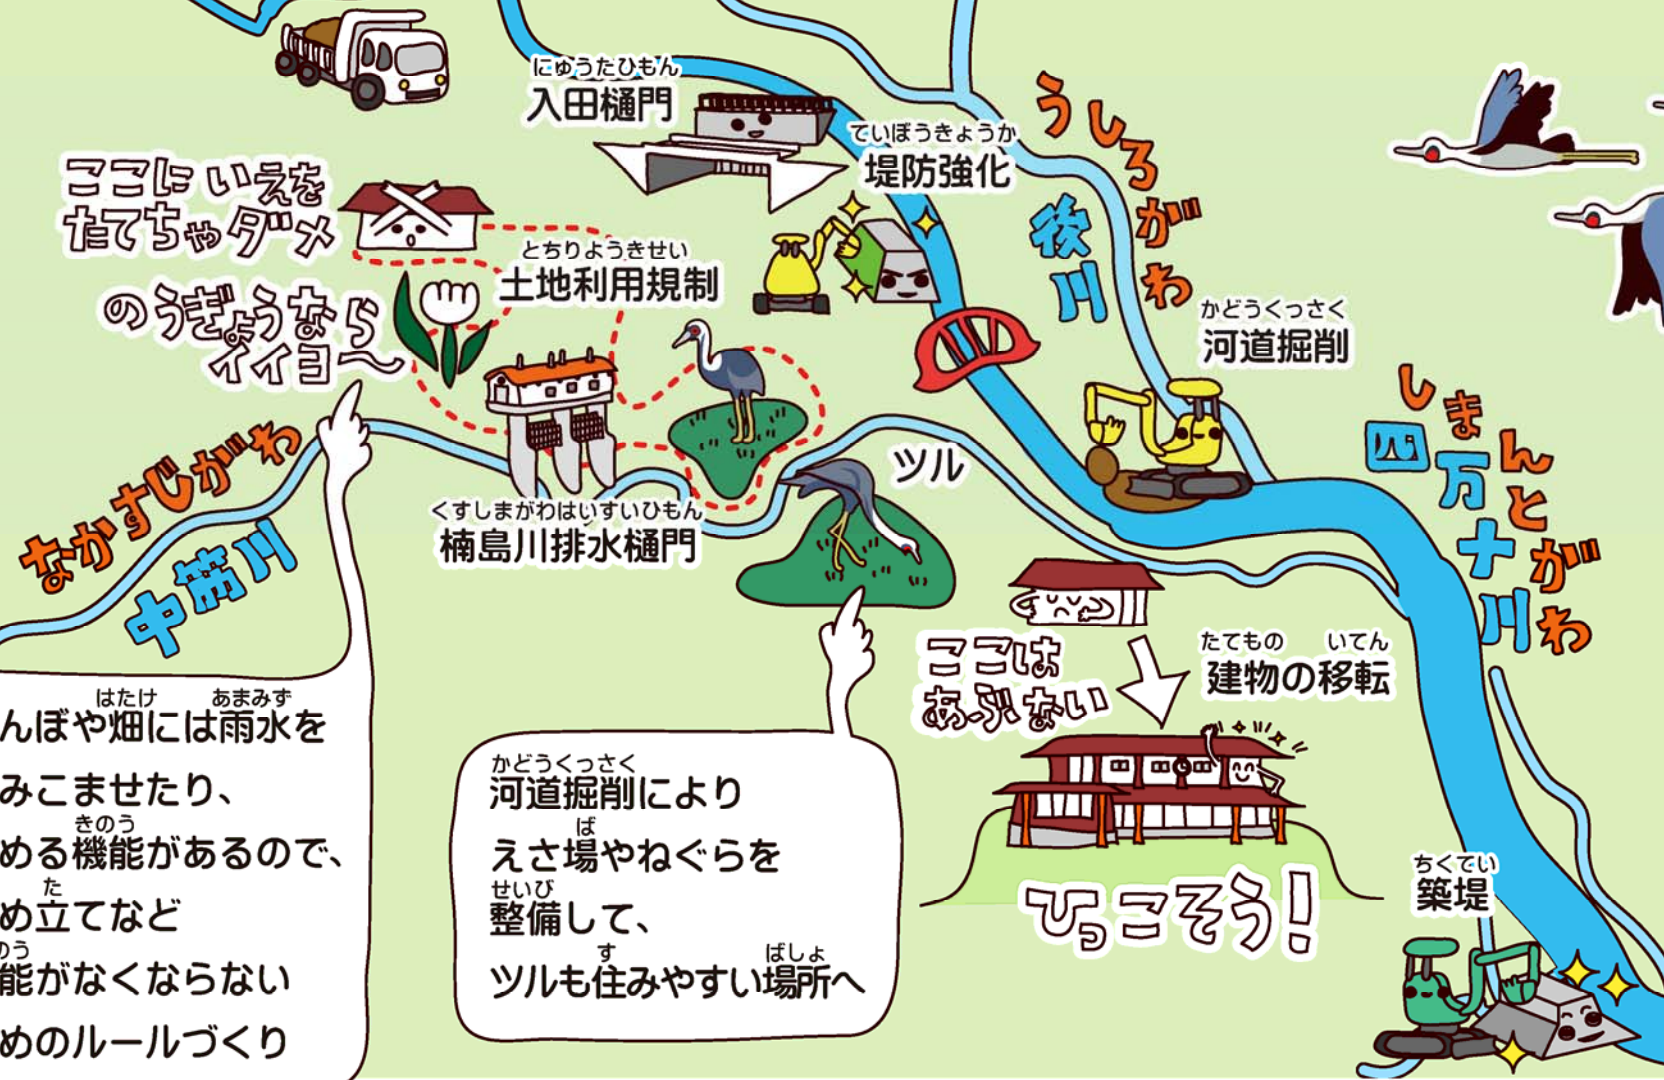 にゅうたひもん
入田樋門
ていぼうきょうか
堤防強化
うしろがわ
後川
ここに いえを
たてちゃダメ
とちりようきせい
土地利用規制
のうぎょうなら
イイヨ〜
かどうくっさく
河道掘削
しまんとがわ
四万十川
なかすじがわ
中筋川
ツル
くすしまがわはいすいひもん
楠島川排水樋門
ここは
あぶない
たてもの いてん
建物の移転
ひっこそう！
ちくてい
築堤
はたけ あまみず
んぼや畑には雨水を
みこませたり、
きのう
める機能があるので、
た
め立てなど
のう
能がなくならない
めのルールづくり
かどうくっさく
河道掘削により
ば
えさ場やねぐらを
せいび
整備して、
す ばしょ
ツルも住みやすい場所へ